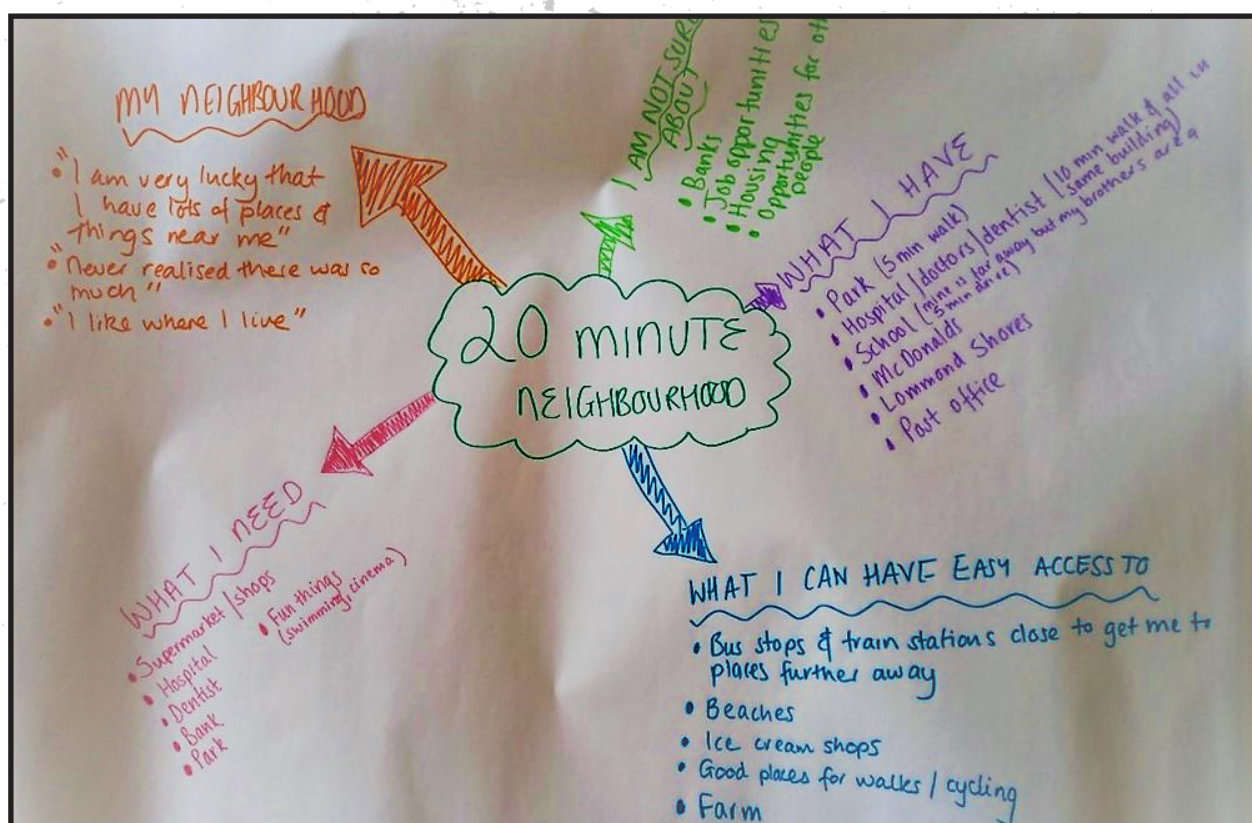 MY NEIGHBOURHOOD
• "I am very lucky that
I have lots of places &
things near me"
• "Never realised there was so
much"
• "I like where I live"
I AM NOT SURE
ABOUT
• Banks
• Job opportunities
• Housing
• Opportunities for
people
WHAT I HAVE
• Park (5 min walk)
• Hospital/doctors/dentist (10 min walk & all in
same building)
• School (mine is far away but my brothers are a
5 min drive)
• McDonalds
• Lommond Shores
• Post office
20 MINUTE
NEIGHBOURHOOD
WHAT I NEED
• Supermarket/shops
• Hospital
• Dentist
• Bank
• Park
• Fun things
(swimming, cinema)
WHAT I CAN HAVE EASY ACCESS TO
• Bus stops & train stations close to get me to
places further away
• Beaches
• Ice cream shops
• Good places for walks / cycling
• Farm